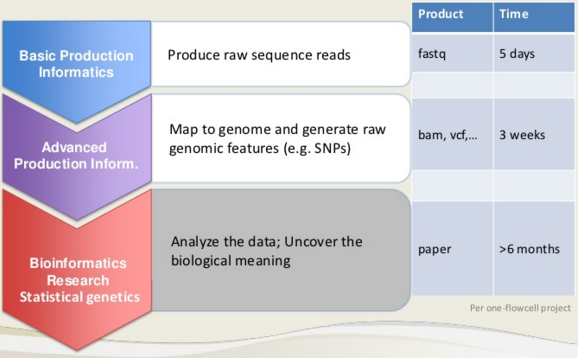 Product Time
Basic Production
Informatics
Produce raw sequence reads
fastq 5 days
Advanced
Production Inform.
Map to genome and generate raw
genomic features (e.g. SNPs)
bam, vcf,... 3 weeks
Bioinformatics
Research
Statistical genetics
Analyze the data; Uncover the
biological meaning
paper >6 months
Per one-flowcell project